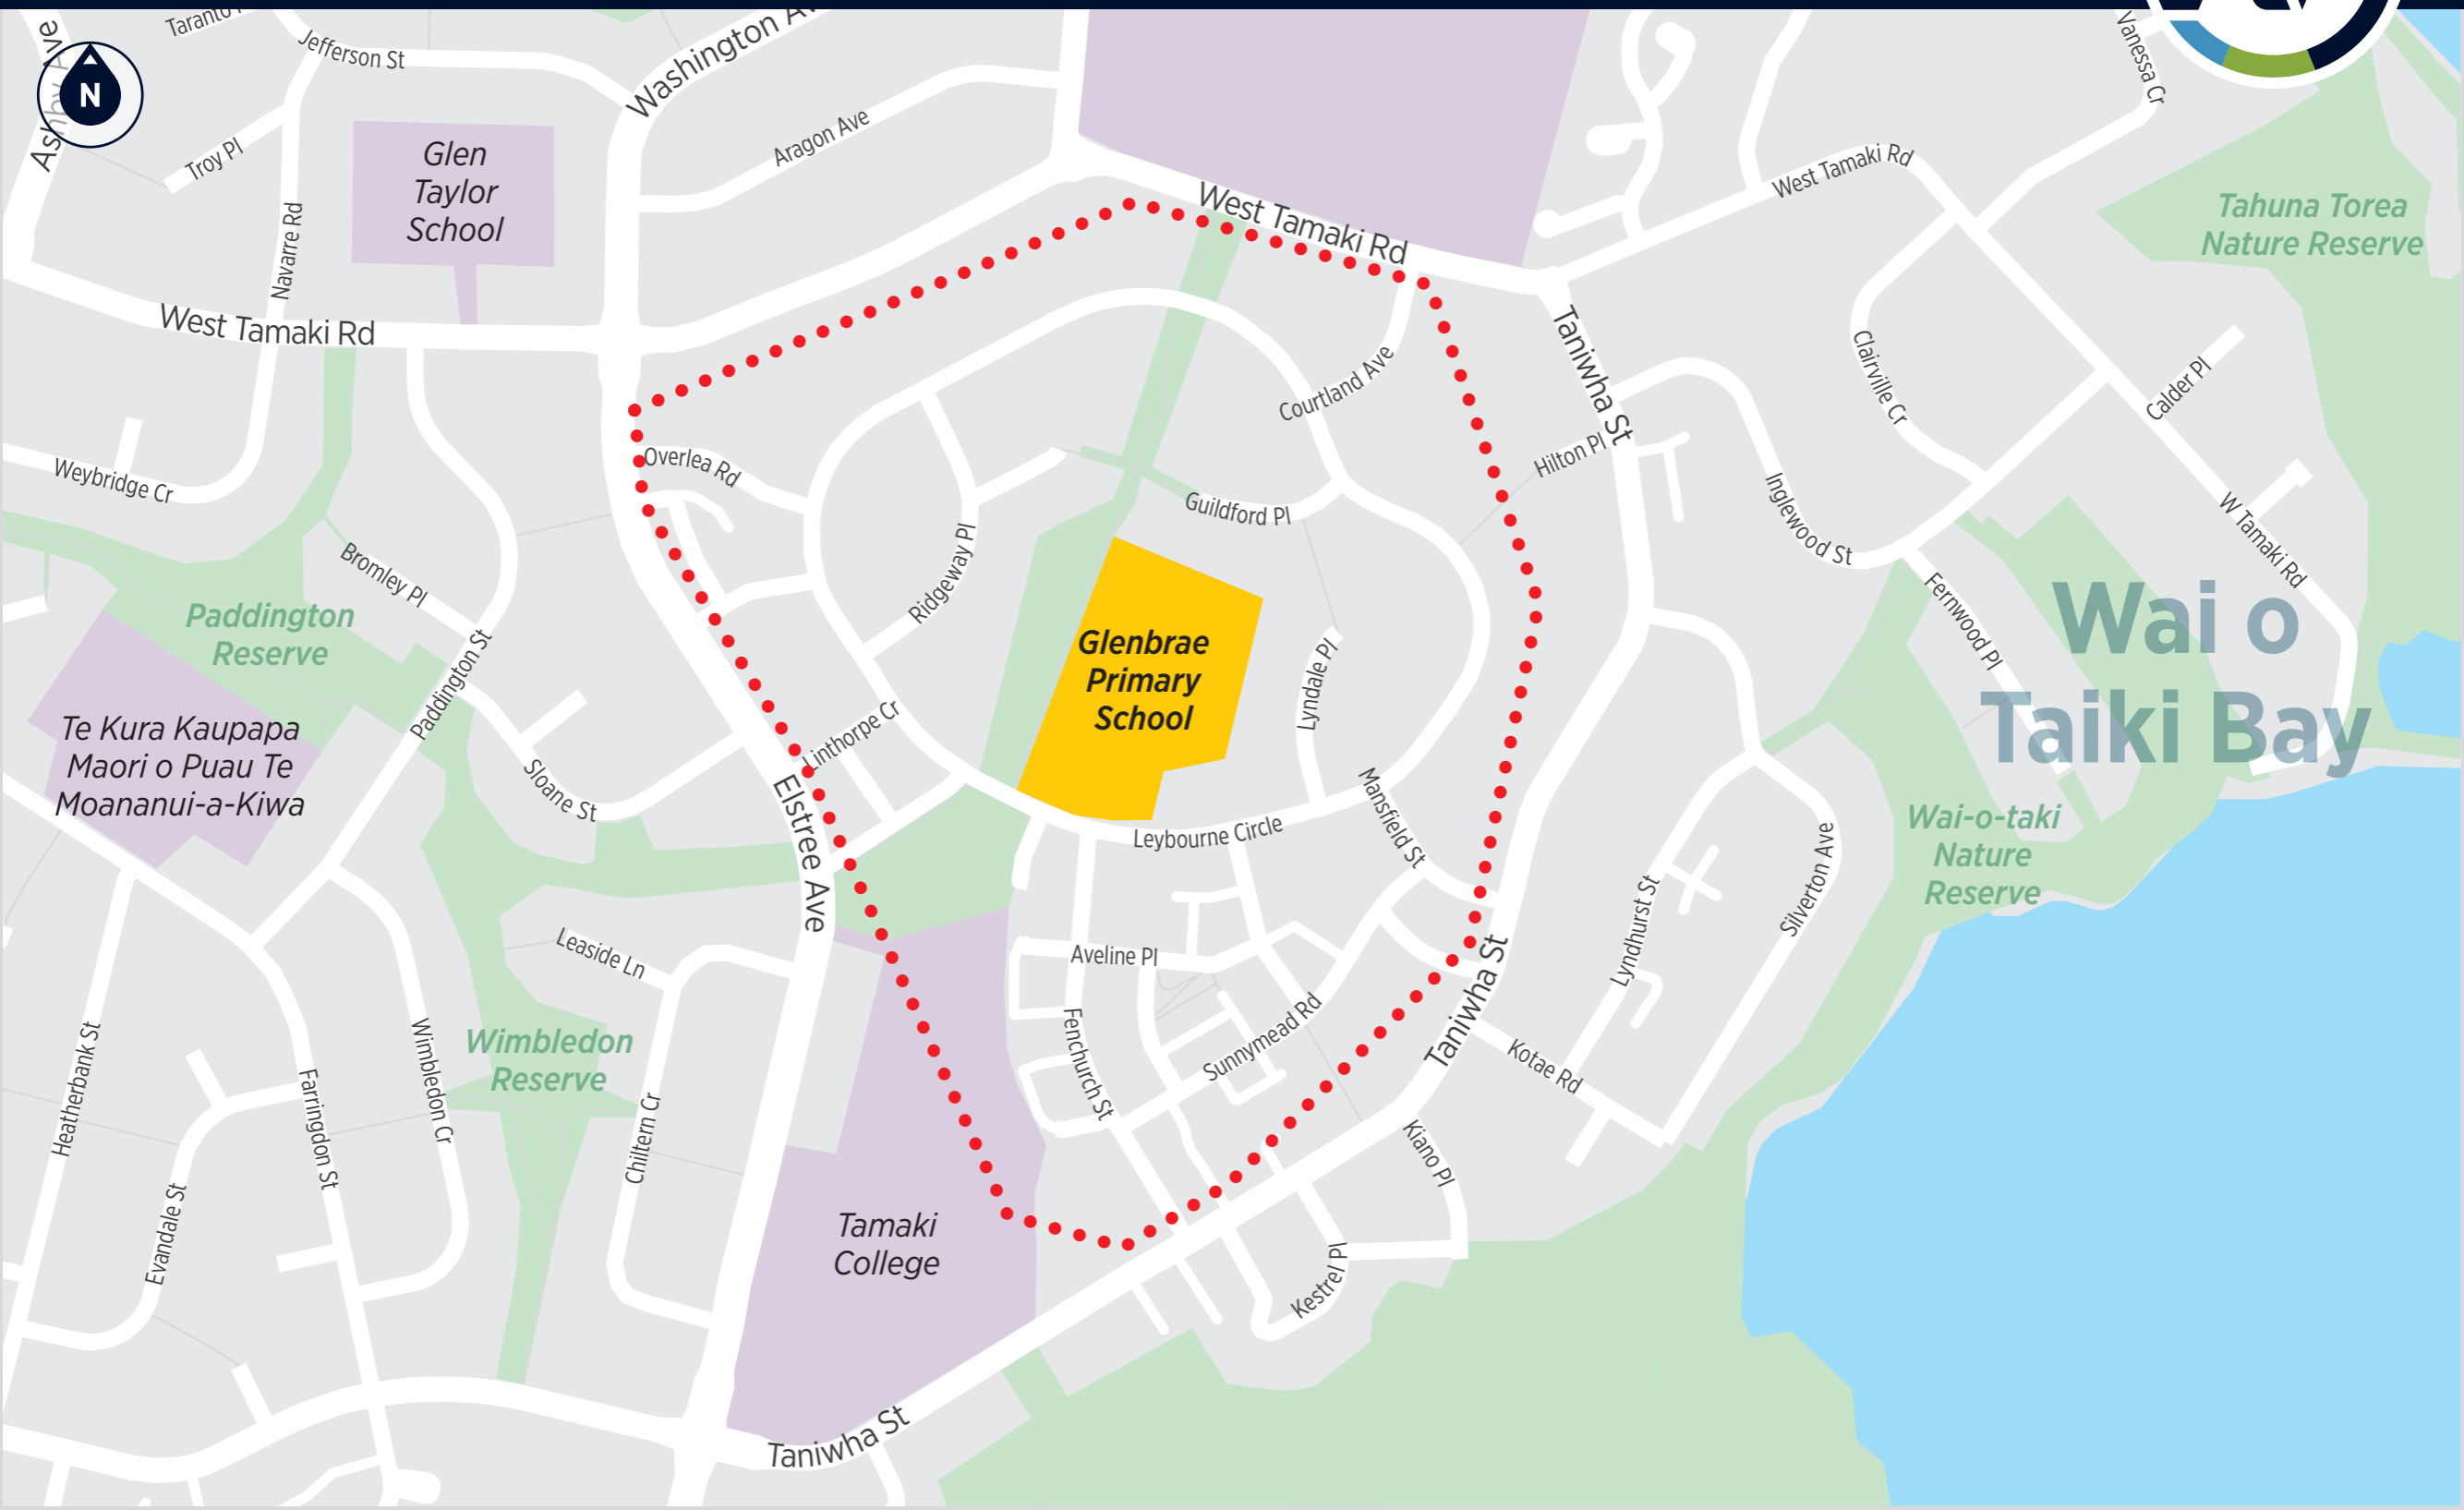 Taranto
Jefferson St
Washington Av
Vanessa Cr
Ashby Ave
N
Troy Pl
Glen
Taylor
School
Aragon Ave
West Tamaki Rd
West Tamaki Rd
Tahuna Torea
Nature Reserve
Navarre Rd
West Tamaki Rd
Taniwha St
Courtland Ave
Clairville Cr
Calder Pl
Weybridge Cr
Overlea Rd
Hilton Pl
Guildford Pl
Inglewood St
W Tamaki Rd
Bromley Pl
Ridgeway Pl
Fernwood Pl
Wai o
Taiki Bay
Paddington
Reserve
Paddington St
Glenbrae
Primary
School
Lyndale Pl
Te Kura Kaupapa
Maori o Puau Te
Moananui-a-Kiwa
Linthorpe Cr
Sloane St
Elstree Ave
Leybourne Circle
Mansfield St
Wai-o-taki
Nature
Reserve
Lyndhurst St
Silverton Ave
Leaside Ln
Aveline Pl
Taniwha St
Heatherbank St
Wimbledon Cr
Wimbledon
Reserve
Fenchurch St
Sunnymead Rd
Kotae Rd
Farringdon St
Chiltern Cr
Kiano Pl
Evandale St
Tamaki
College
Kestrel Pl
Taniwha St